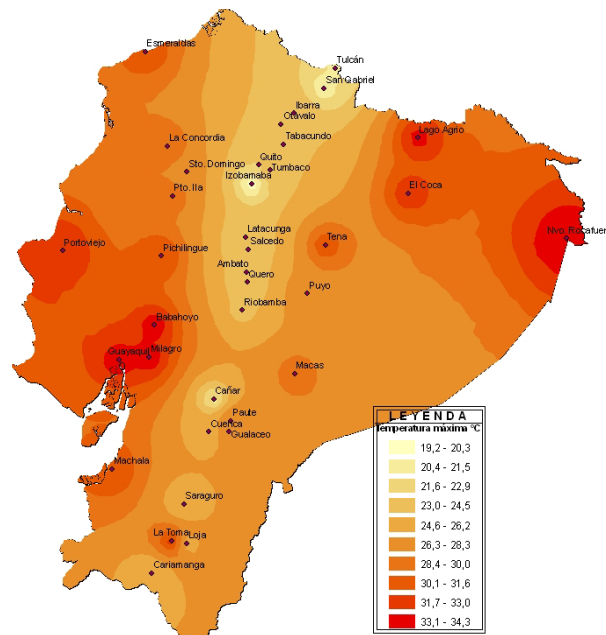 Esmeraldas
Tulcán
San Gabriel
Ibarra
Otavalo
Tabacundo
La Concordia
Lago Agrio
Quito
Tumbaco
Sto. Domingo
Izobamaba
El Coca
Pto. Ila
Nvo. Rocafuer
Portoviejo
Latacunga
Salcedo
Tena
Pichilingue
Ambato
Quero
Puyo
Riobamba
Babahoyo
Guayaquil
Milagro
Macas
Cañar
Paute
Cuenca
Gualaceo
Machala
Saraguro
La Toma
Loja
Cariamanga
LEYENDA
Temperatura máxima °C
19,2 - 20,3
20,4 - 21,5
21,6 - 22,9
23,0 - 24,5
24,6 - 26,2
26,3 - 28,3
28,4 - 30,0
30,1 - 31,6
31,7 - 33,0
33,1 - 34,3